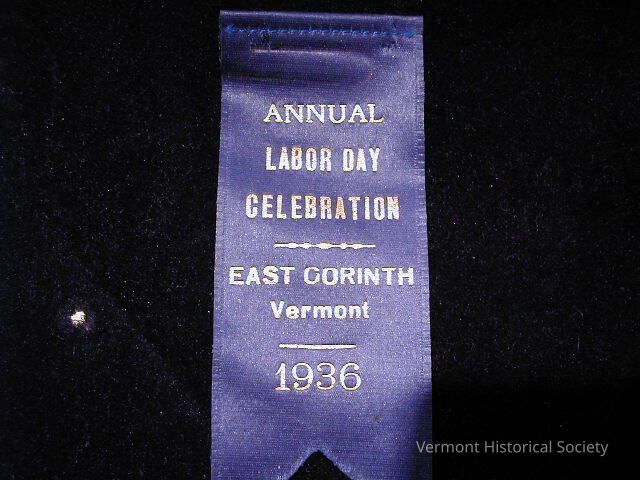 ANNUAL
LABOR DAY
CELEBRATION
EAST CORINTH
Vermont
1936
Vermont Historical Society